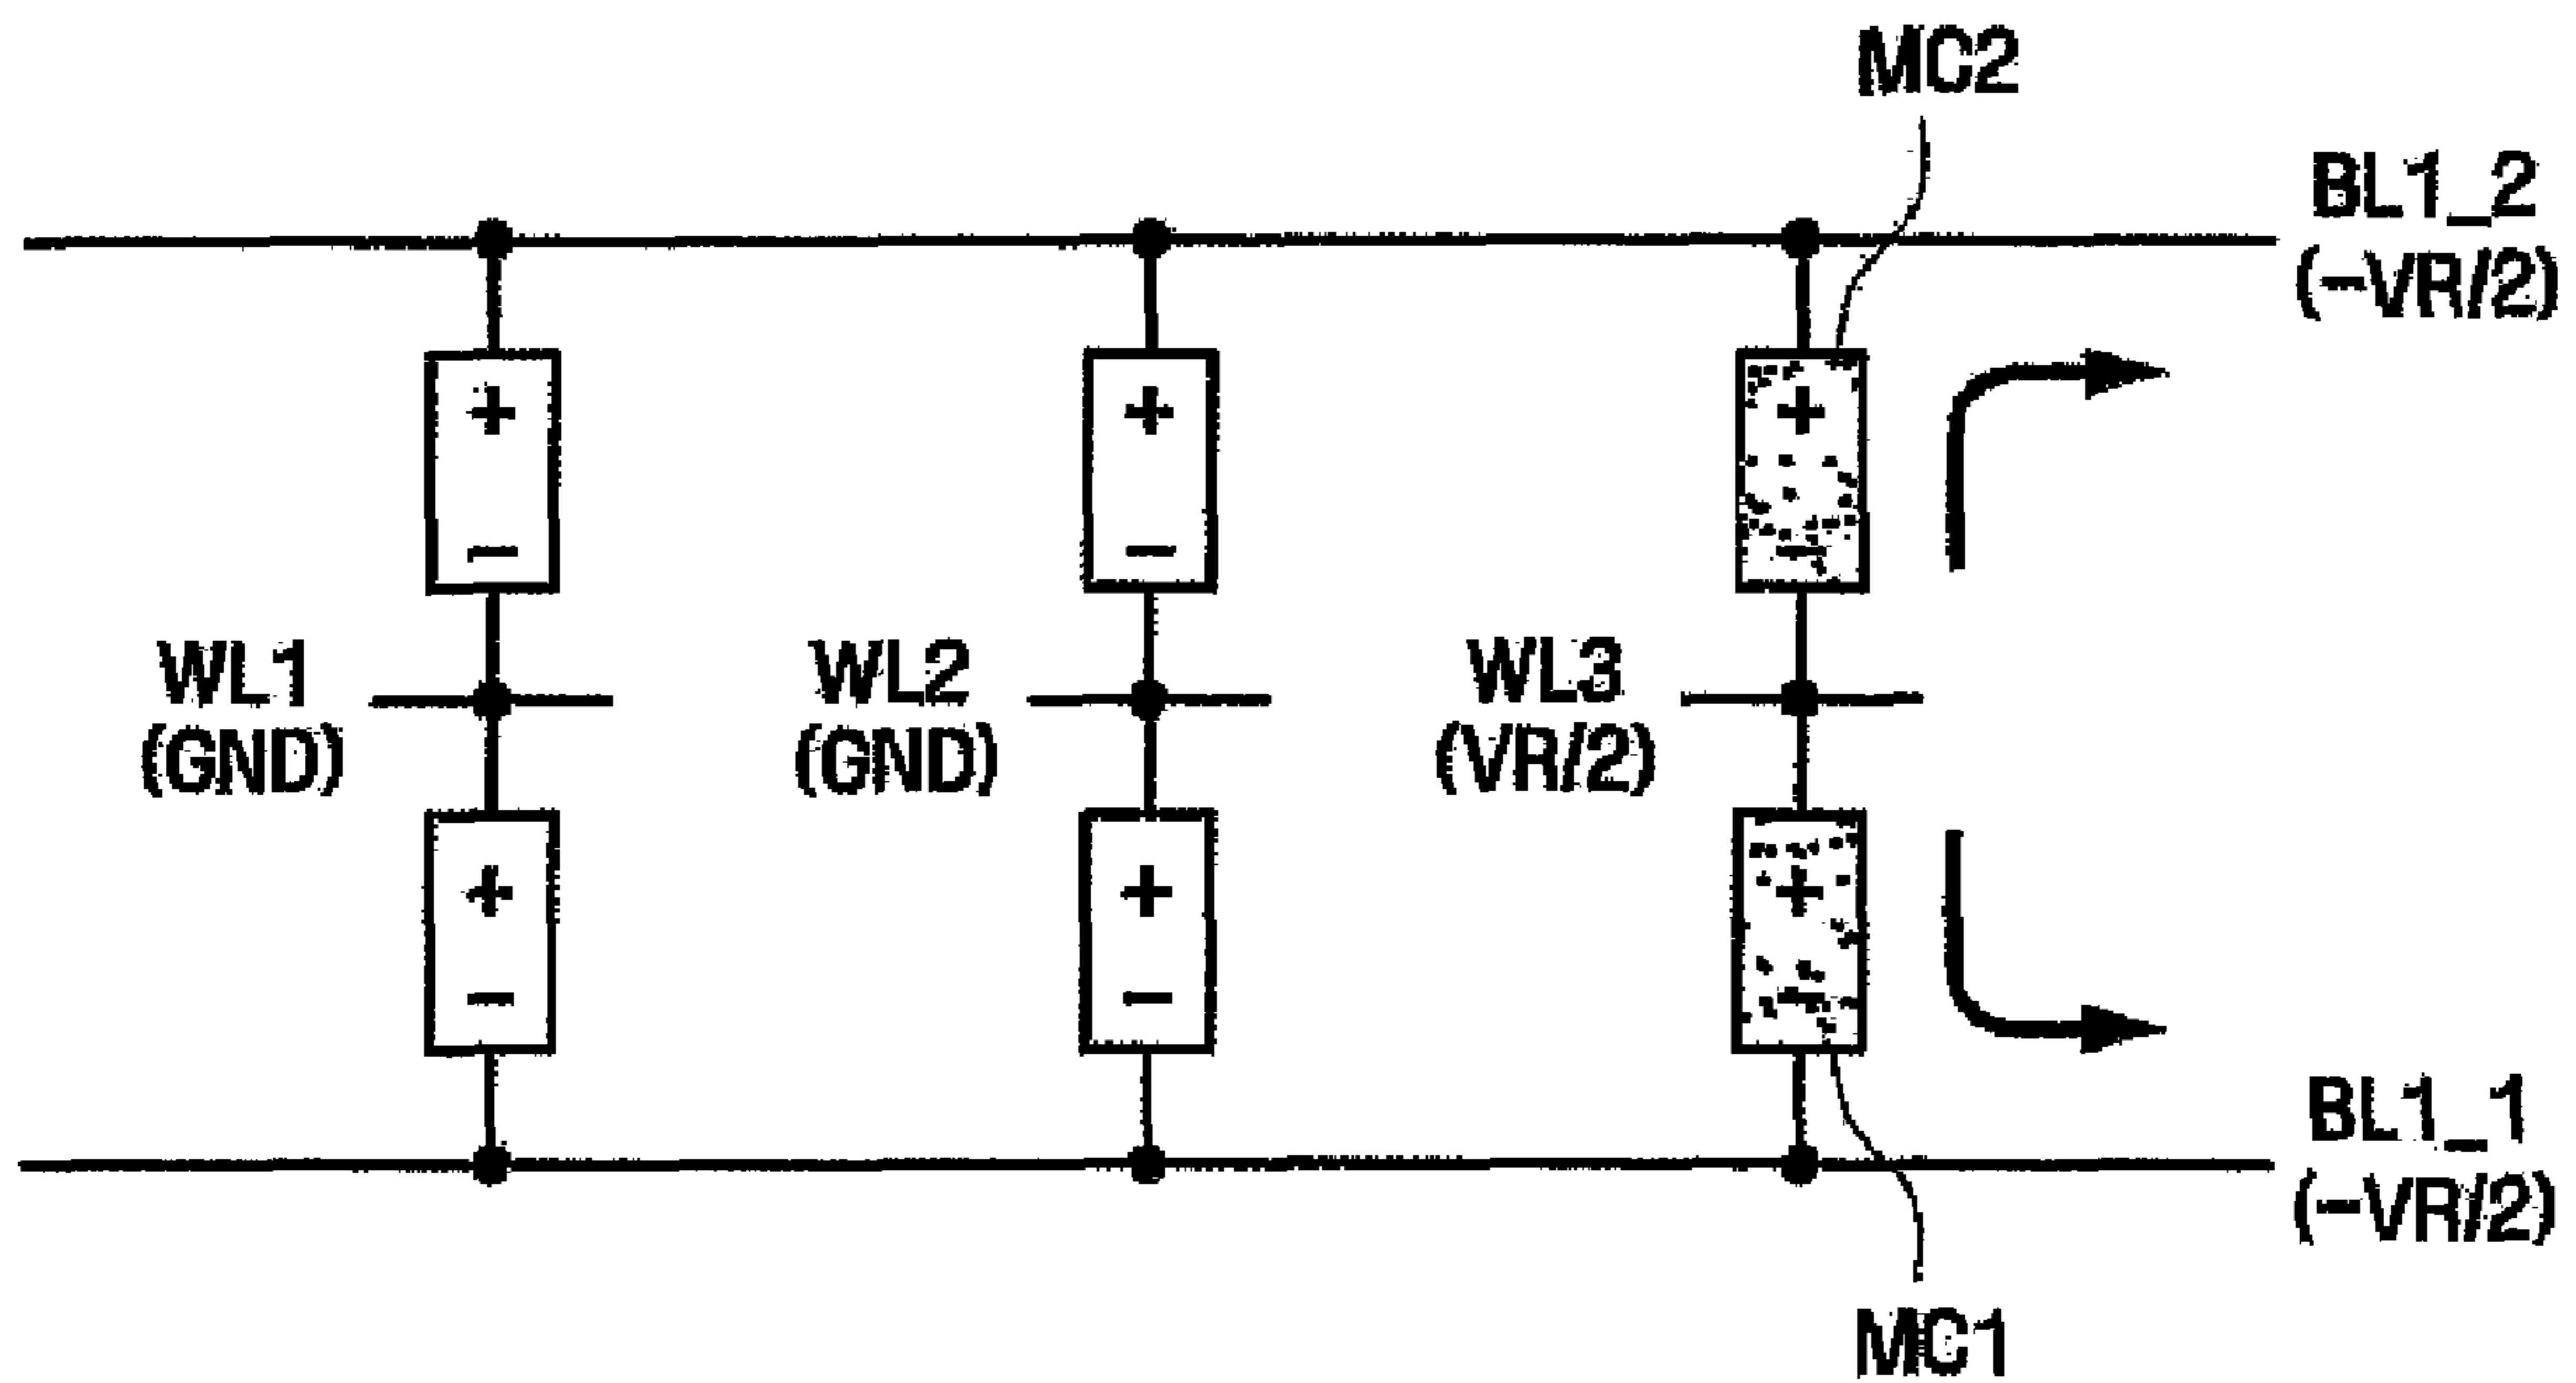 MC2
BL1_2
(-VR/2)
+
+
+
-
-
-
WL1
(GND)
WL2
(GND)
WL3
(VR/2)
+
+
+
-
-
-
BL1_1
(-VR/2)
MC1